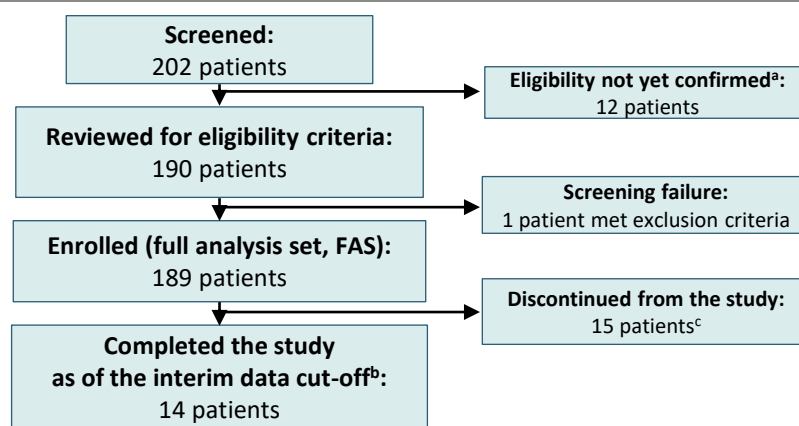 Screened:
202 patients
Eligibility not yet confirmedᵃ:
12 patients
Reviewed for eligibility criteria:
190 patients
Screening failure:
1 patient met exclusion criteria
Enrolled (full analysis set, FAS):
189 patients
Discontinued from the study:
15 patientsᶜ
Completed the study
as of the interim data cut-offᵇ:
14 patients